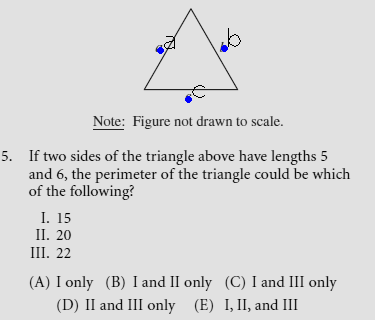 a
b
c
Note: Figure not drawn to scale.
5. If two sides of the triangle above have lengths 5
and 6, the perimeter of the triangle could be which
of the following?
I. 15
II. 20
III. 22
(A) I only (B) I and II only (C) I and III only
(D) II and III only (E) I, II, and III